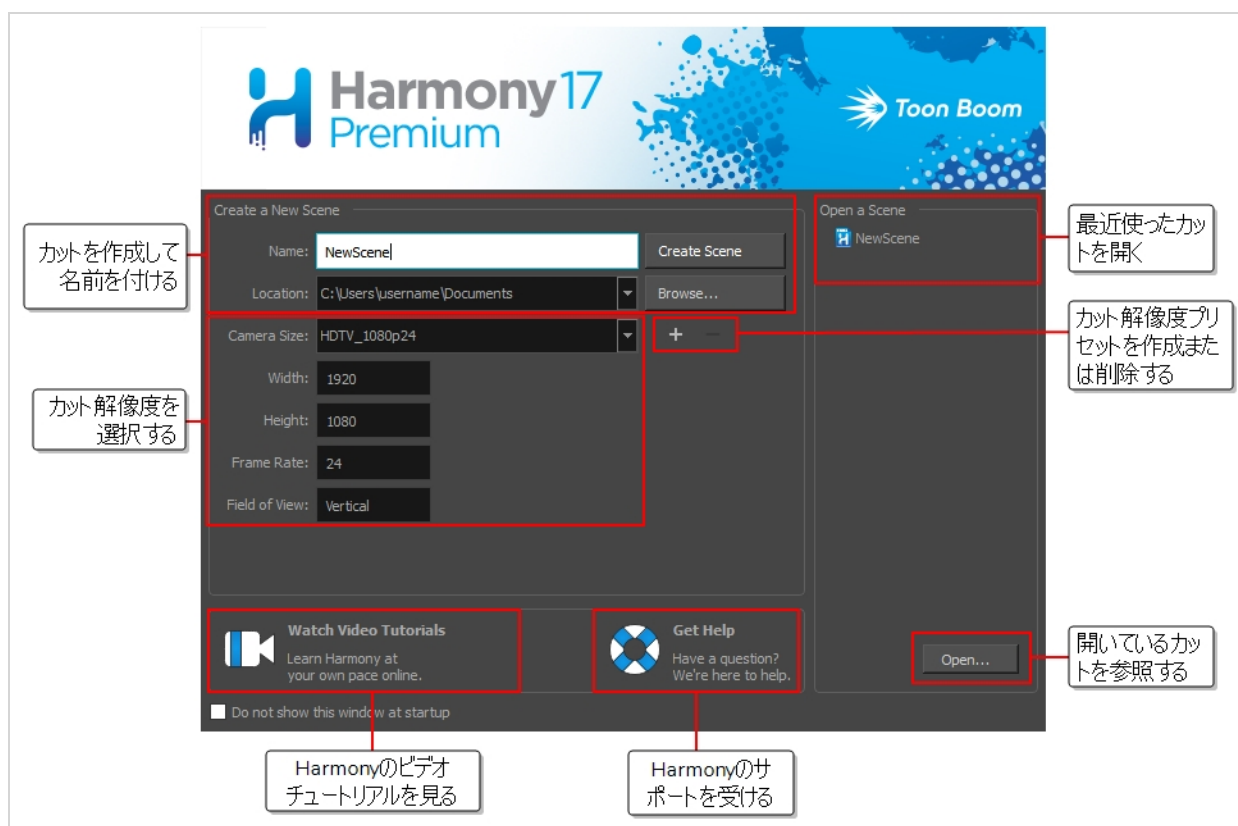 Harmony 17
Premium
Toon Boom
Create a New Scene
Name:
NewScene
Create Scene
Location:
C:\Users\username\Documents
Browse...
Camera Size:
HDTV_1080p24
+ −
Width:
1920
Height:
1080
Frame Rate:
24
Field of View:
Vertical
Open a Scene
NewScene
Open...
Watch Video Tutorials
Learn Harmony at
your own pace online.
Get Help
Have a question?
We're here to help.
Do not show this window at startup
カットを作成して
名前を付ける
カット解像度を
選択する
最近使ったカッ
トを開く
カット解像度プリ
セットを作成また
は削除する
開いているカッ
トを参照する
Harmonyのビデオ
チュートリアルを見る
Harmonyのサ
ポートを受ける